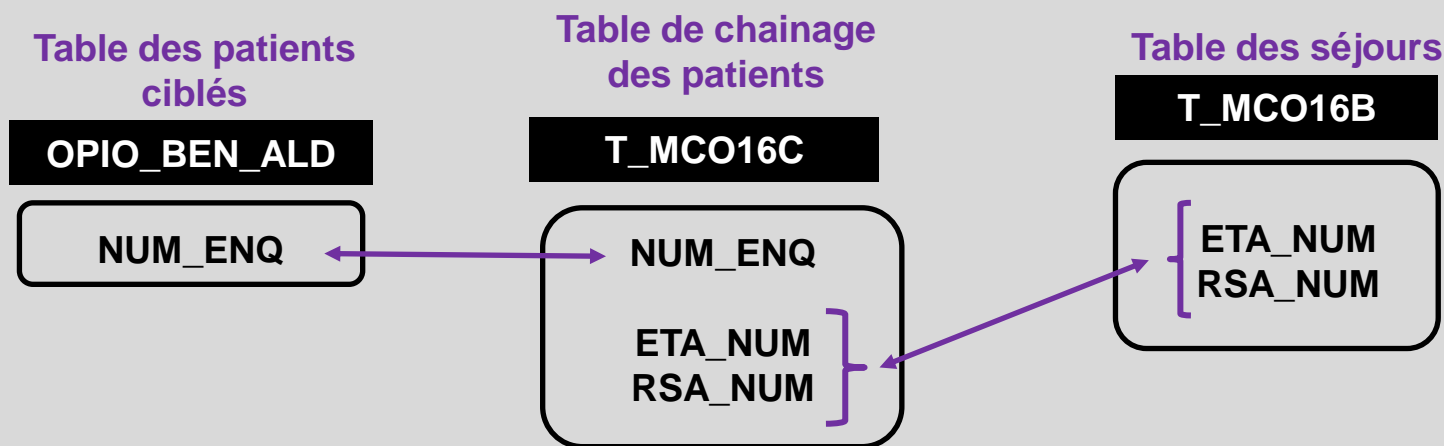 Table des patients
ciblés
OPIO_BEN_ALD
NUM_ENQ
Table de chainage
des patients
T_MCO16C
NUM_ENQ
ETA_NUM
RSA_NUM
Table des séjours
T_MCO16B
ETA_NUM
RSA_NUM